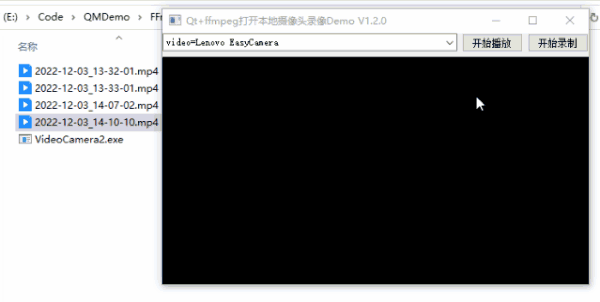 (E:) > Code > QMDemo > FFm
Qt+ffmpeg打开本地摄像头录像Demo V1.2.0
video=Lenovo EasyCamera
开始播放
开始录制
名称
2022-12-03_13-32-01.mp4
2022-12-03_13-33-01.mp4
2022-12-03_14-07-02.mp4
2022-12-03_14-10-10.mp4
VideoCamera2.exe